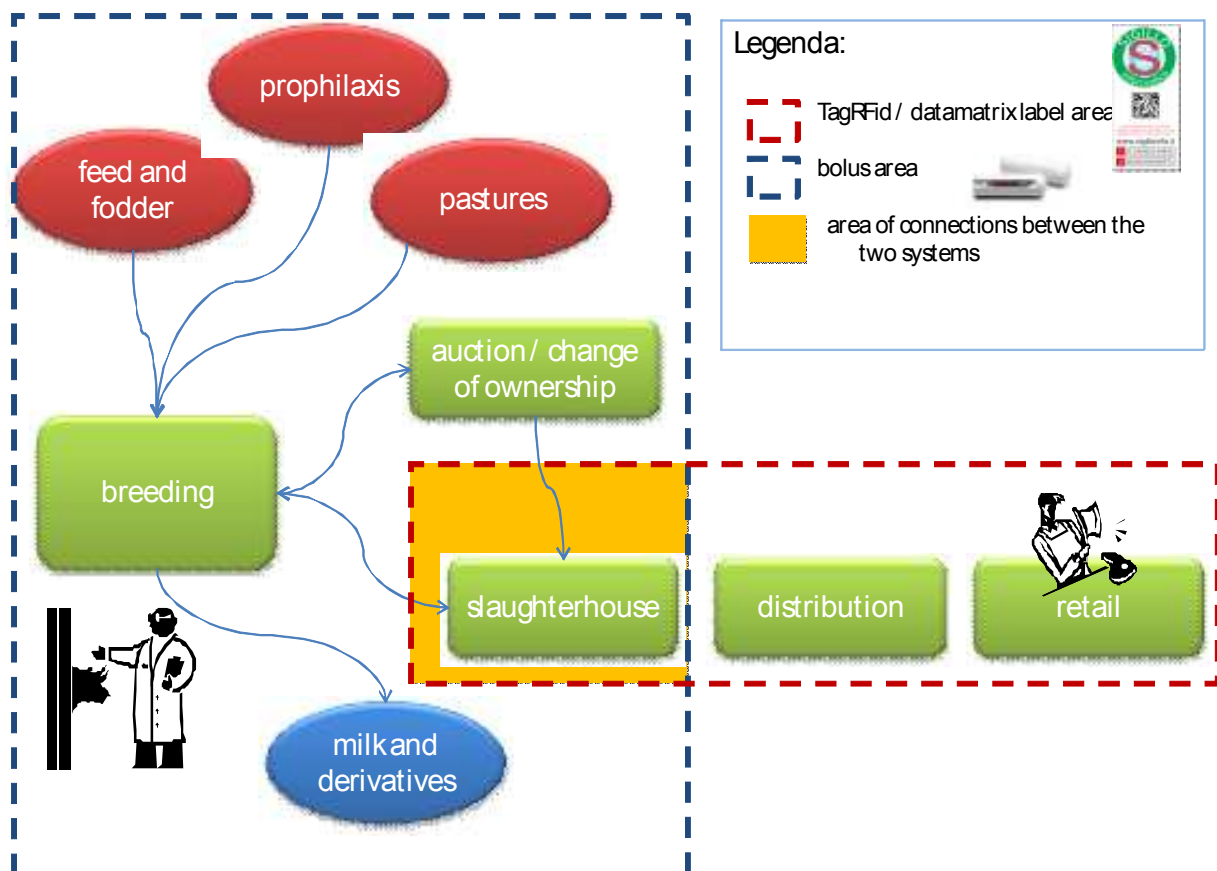 prophilaxis
feed and
fodder
pastures
auction / change
of ownership
breeding
slaughterhouse
distribution
retail
milk and
derivatives
Legenda:
TagRFid / datamatrix label area
bolus area
area of connections between the
two systems
SIGILLO
S